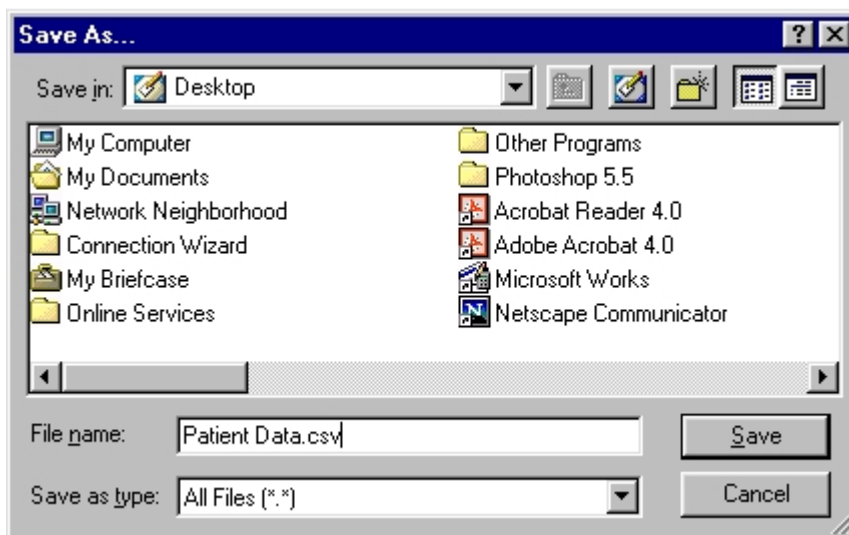 Save As...
Save in: Desktop
My Computer
My Documents
Network Neighborhood
Connection Wizard
My Briefcase
Online Services
Other Programs
Photoshop 5.5
Acrobat Reader 4.0
Adobe Acrobat 4.0
Microsoft Works
Netscape Communicator
File name: Patient Data.csv Save
Save as type: All Files (*.*) Cancel